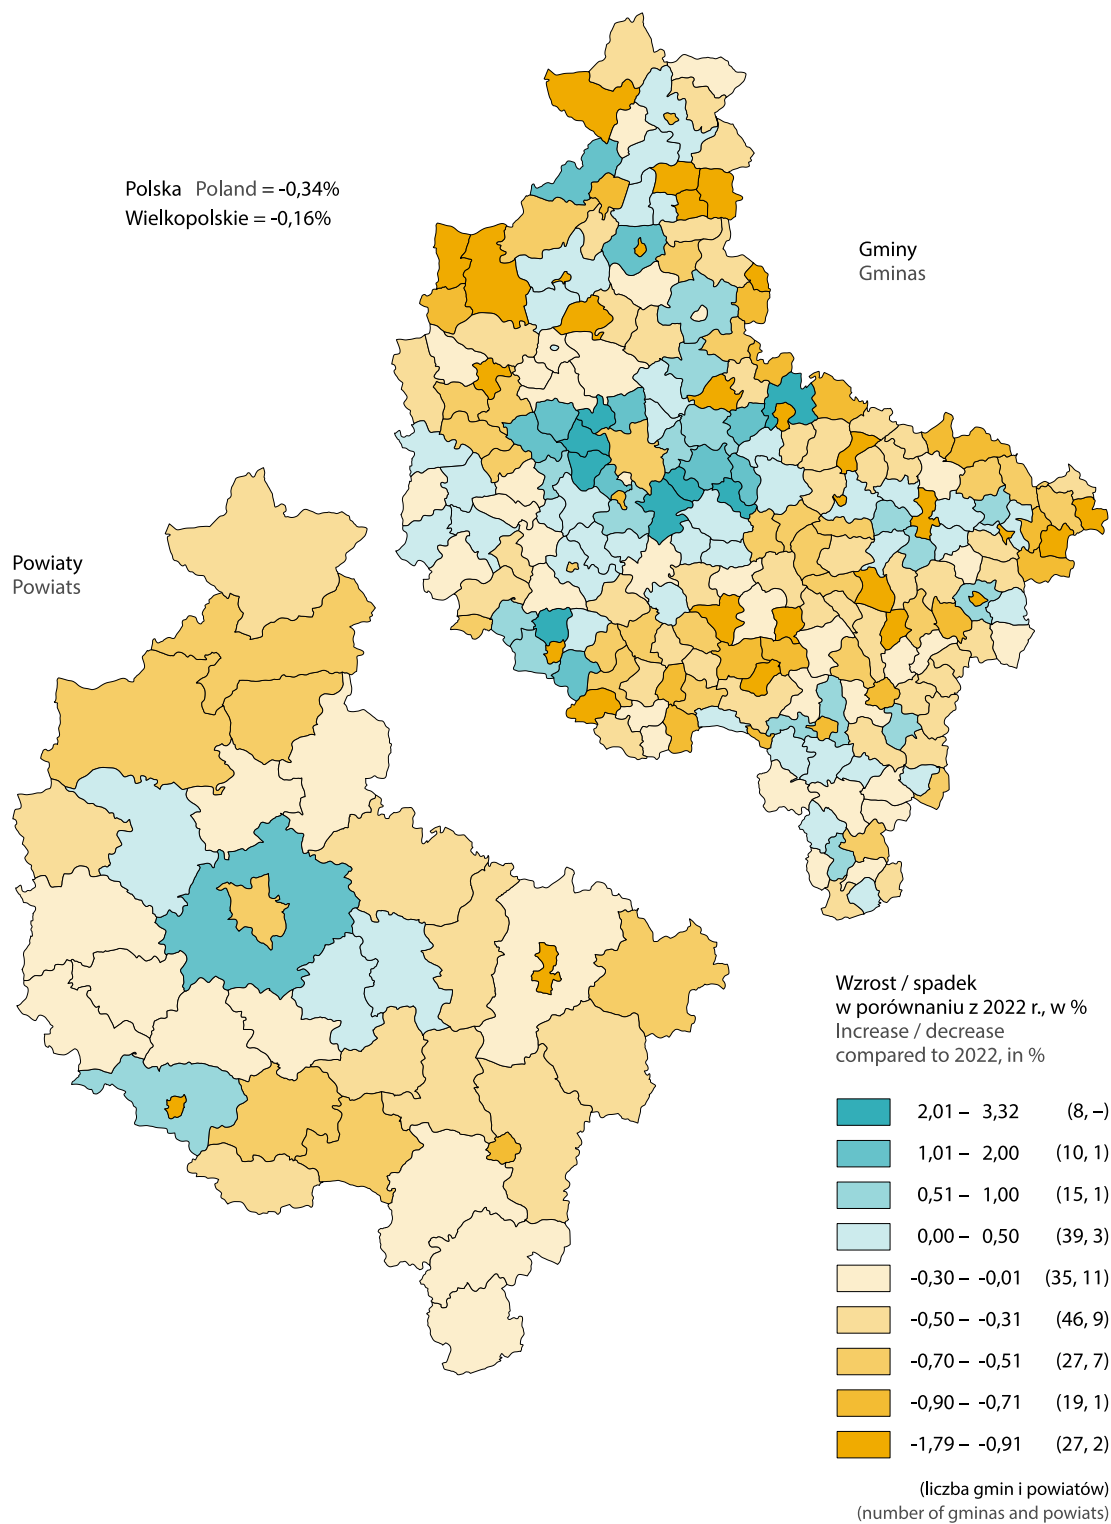 Polska Poland = -0,34%
Wielkopolskie = -0,16%
Gminy
Gminas
Powiaty
Powiats
Wzrost / spadek
w porównaniu z 2022 r., w %
Increase / decrease
compared to 2022, in %
2,01 – 3,32 (8, –)
1,01 – 2,00 (10, 1)
0,51 – 1,00 (15, 1)
0,00 – 0,50 (39, 3)
-0,30 – -0,01 (35, 11)
-0,50 – -0,31 (46, 9)
-0,70 – -0,51 (27, 7)
-0,90 – -0,71 (19, 1)
-1,79 – -0,91 (27, 2)
(liczba gmin i powiatów)
(number of gminas and powiats)